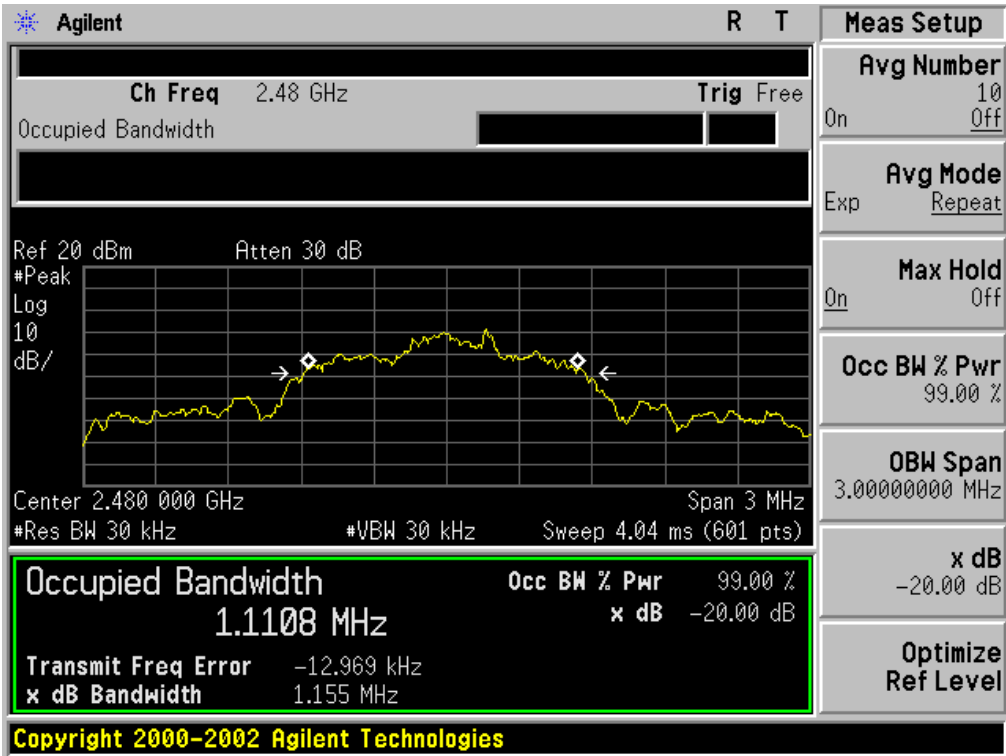 Agilent R T
Ch Freq 2.48 GHz Trig Free
Occupied Bandwidth
Ref 20 dBm Atten 30 dB
#Peak
Log
10
dB/
Center 2.480 000 GHz Span 3 MHz
#Res BW 30 kHz #VBW 30 kHz Sweep 4.04 ms (601 pts)
Occupied Bandwidth
1.1108 MHz
Occ BW % Pwr 99.00 %
x dB -20.00 dB
Transmit Freq Error -12.969 kHz
x dB Bandwidth 1.155 MHz
Copyright 2000-2002 Agilent Technologies
Meas Setup
Avg Number
10
On Off
Avg Mode
Exp Repeat
Max Hold
On Off
Occ BW % Pwr
99.00 %
OBW Span
3.00000000 MHz
x dB
-20.00 dB
Optimize
Ref Level